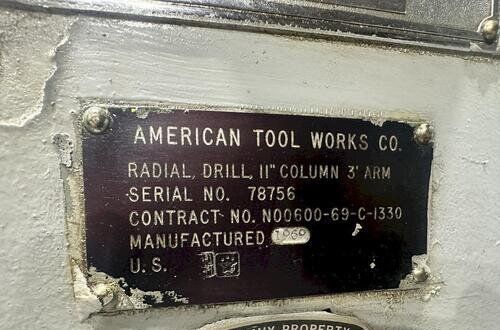 AMERICAN TOOL WORKS CO.
RADIAL, DRILL, 11" COLUMN 3' ARM
SERIAL NO. 78756
CONTRACT NO. N00600-69-C-1330
MANUFACTURED 1969
U. S.
PROPERTY